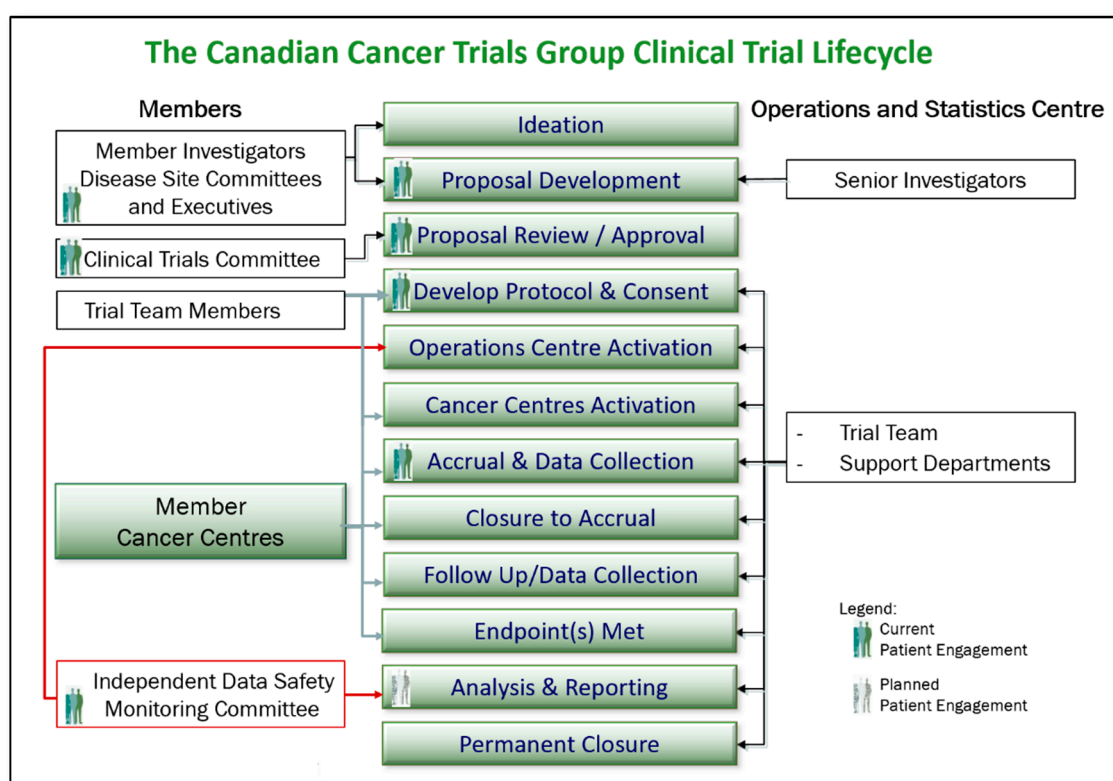 The Canadian Cancer Trials Group Clinical Trial Lifecycle
Members
Operations and Statistics Centre
Member Investigators
Disease Site Committees
and Executives
Clinical Trials Committee
Trial Team Members
Member
Cancer Centres
Independent Data Safety
Monitoring Committee
Ideation
Proposal Development
Proposal Review / Approval
Develop Protocol & Consent
Operations Centre Activation
Cancer Centres Activation
Accrual & Data Collection
Closure to Accrual
Follow Up/Data Collection
Endpoint(s) Met
Analysis & Reporting
Permanent Closure
Senior Investigators
- Trial Team
- Support Departments
Legend:
Current
Patient Engagement
Planned
Patient Engagement